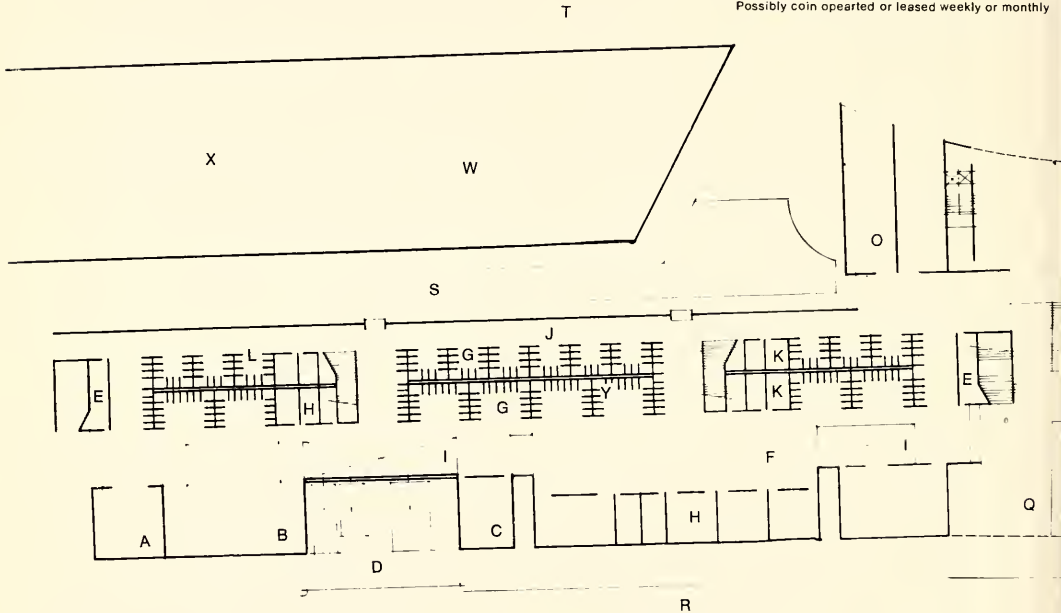 Possibly coin opearted or leased weekly or monthly
T
X W
O
S
J
L G K
E H Y K E
G
I F I
A B C H Q
D
R